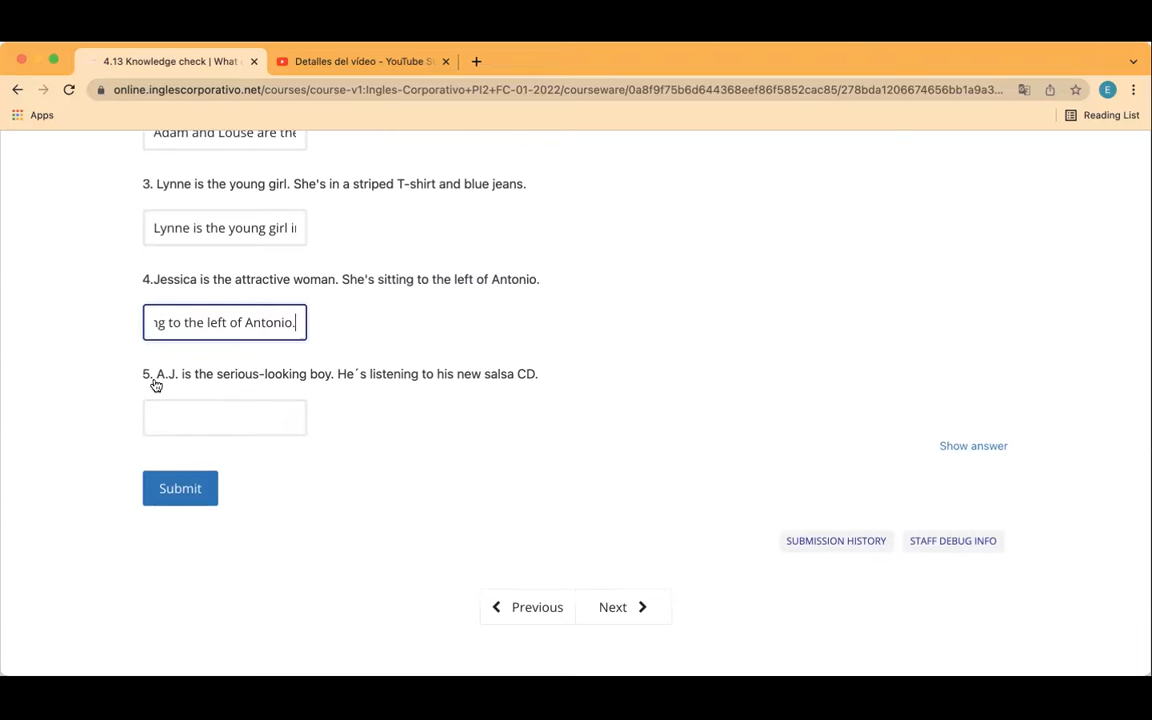 4.13 Knowledge check | What
Detalles del vídeo - YouTube S
online.inglescorporativo.net/courses/course-v1:Ingles-Corporativo+PI2+FC-01-2022/courseware/0a8f9f75b6d644368eef86f5852cac85/278bda1206674656bb1a9a3...
E
Apps
Reading List
Adam and Louse are the
3. Lynne is the young girl. She's in a striped T-shirt and blue jeans.
Lynne is the young girl i
4.Jessica is the attractive woman. She's sitting to the left of Antonio.
ng to the left of Antonio.
5. A.J. is the serious-looking boy. He´s listening to his new salsa CD.
Show answer
Submit
SUBMISSION HISTORY
STAFF DEBUG INFO
Previous
Next